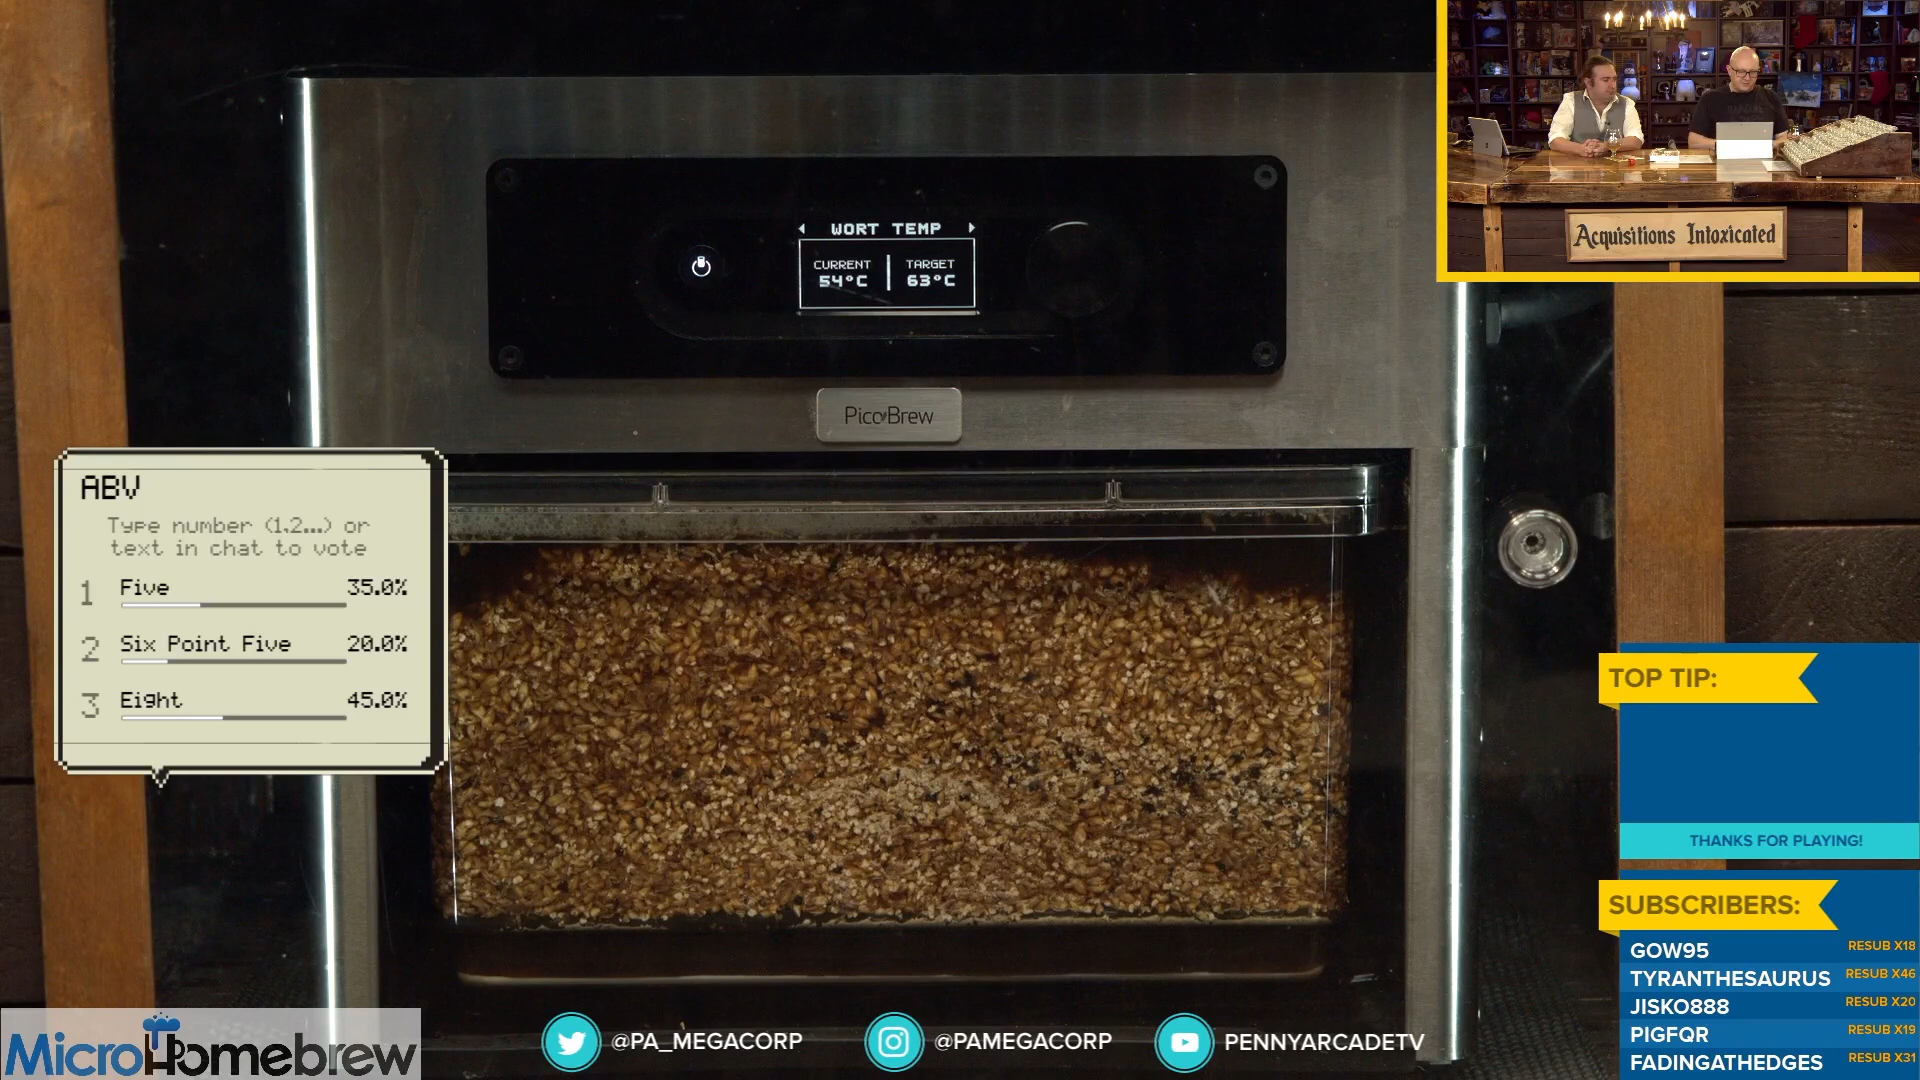 WORT TEMP
CURRENT
54°C
TARGET
63°C
PicoBrew
Acquisitions Intoxicated
ABV
Type number (1,2...) or
text in chat to vote
1 Five 35.0%
2 Six Point Five 20.0%
3 Eight 45.0%
TOP TIP:
THANKS FOR PLAYING!
SUBSCRIBERS:
GOW95 RESUB X18
TYRANTHESAURUS RESUB X46
JISKO888 RESUB X20
PIGFQR RESUB X19
FADINGATHEDGES RESUB X31
MicroHomebrew
@PA_MEGACORP
@PAMEGACORP
PENNYARCADETV